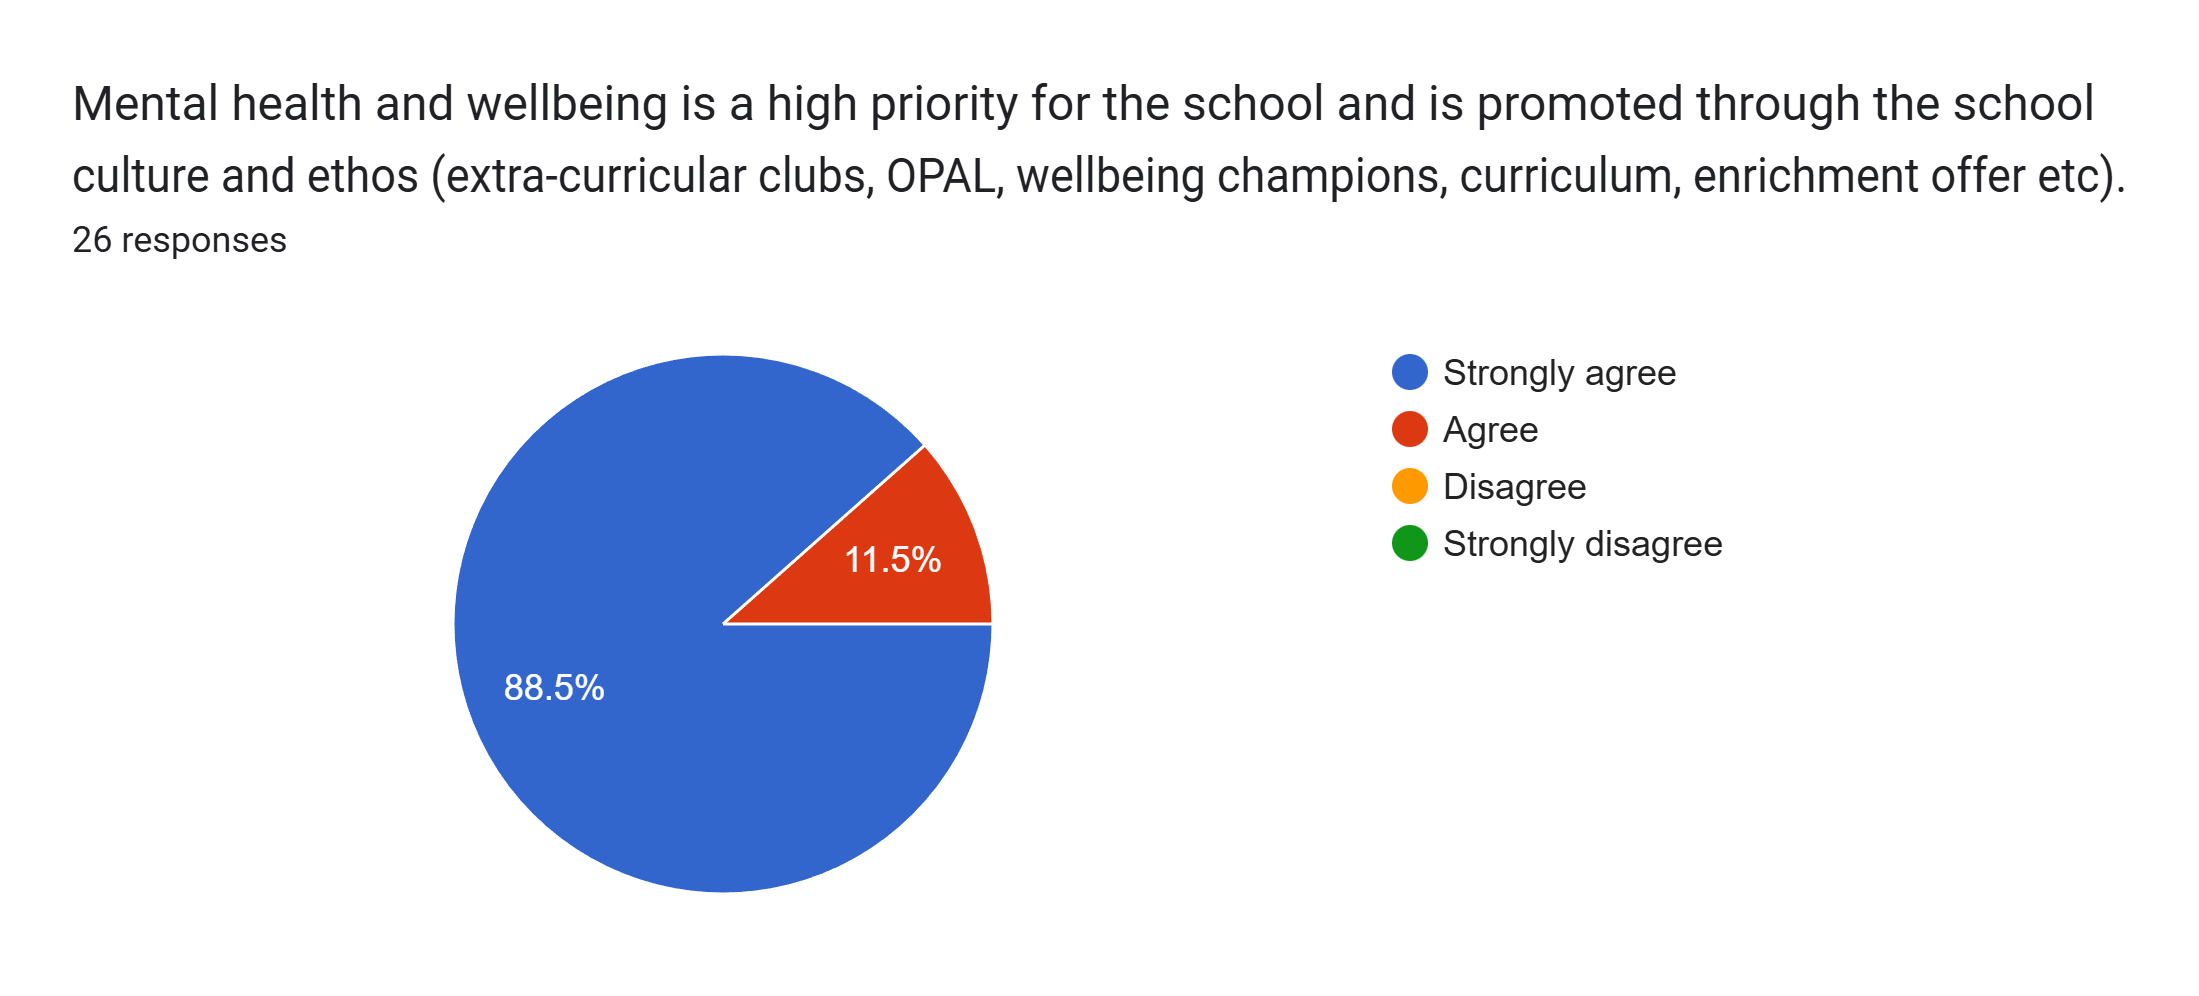 Mental health and wellbeing is a high priority for the school and is promoted through the school
culture and ethos (extra-curricular clubs, OPAL, wellbeing champions, curriculum, enrichment offer etc).
26 responses
Strongly agree
Agree
Disagree
Strongly disagree
11.5%
88.5%